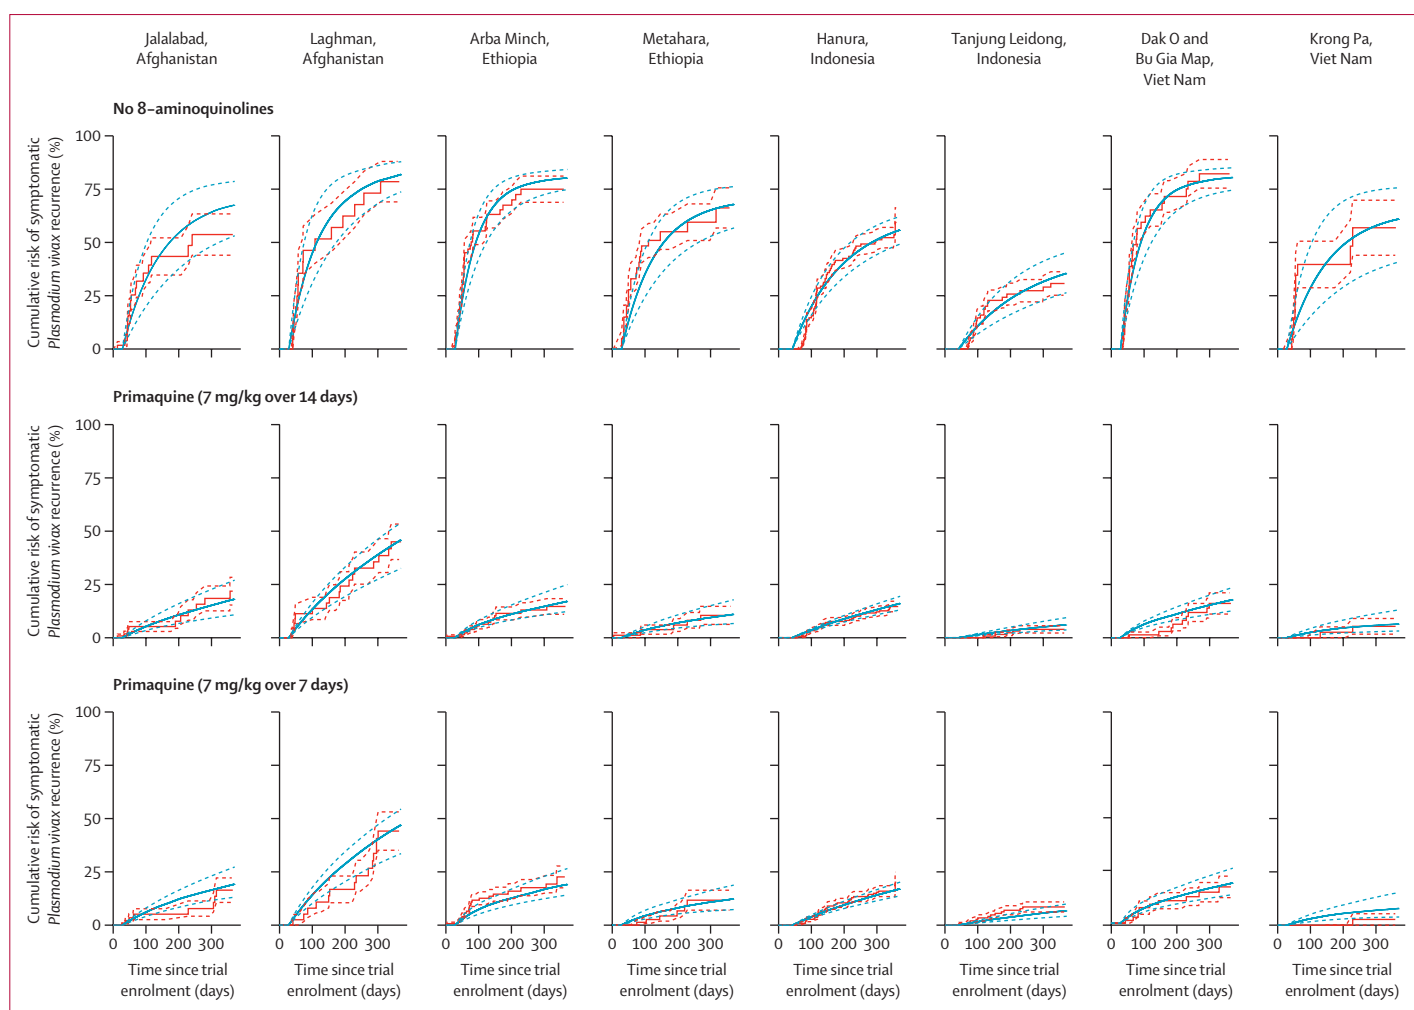 Jalalabad,
Afghanistan
Laghman,
Afghanistan
Arba Minch,
Ethiopia
Metahara,
Ethiopia
Hanura,
Indonesia
Tanjung Leidong,
Indonesia
Dak O and
Bu Gia Map,
Viet Nam
Krong Pa,
Viet Nam
No 8–aminoquinolines
Cumulative risk of symptomatic
Plasmodium vivax recurrence (%)
100
75
50
25
0
Primaquine (7 mg/kg over 14 days)
Cumulative risk of symptomatic
Plasmodium vivax recurrence (%)
100
75
50
25
0
Primaquine (7 mg/kg over 7 days)
Cumulative risk of symptomatic
Plasmodium vivax recurrence (%)
100
75
50
25
0
0 100 200 300
0 100 200 300
0 100 200 300
0 100 200 300
0 100 200 300
0 100 200 300
0 100 200 300
0 100 200 300
Time since trial
enrolment (days)
Time since trial
enrolment (days)
Time since trial
enrolment (days)
Time since trial
enrolment (days)
Time since trial
enrolment (days)
Time since trial
enrolment (days)
Time since trial
enrolment (days)
Time since trial
enrolment (days)